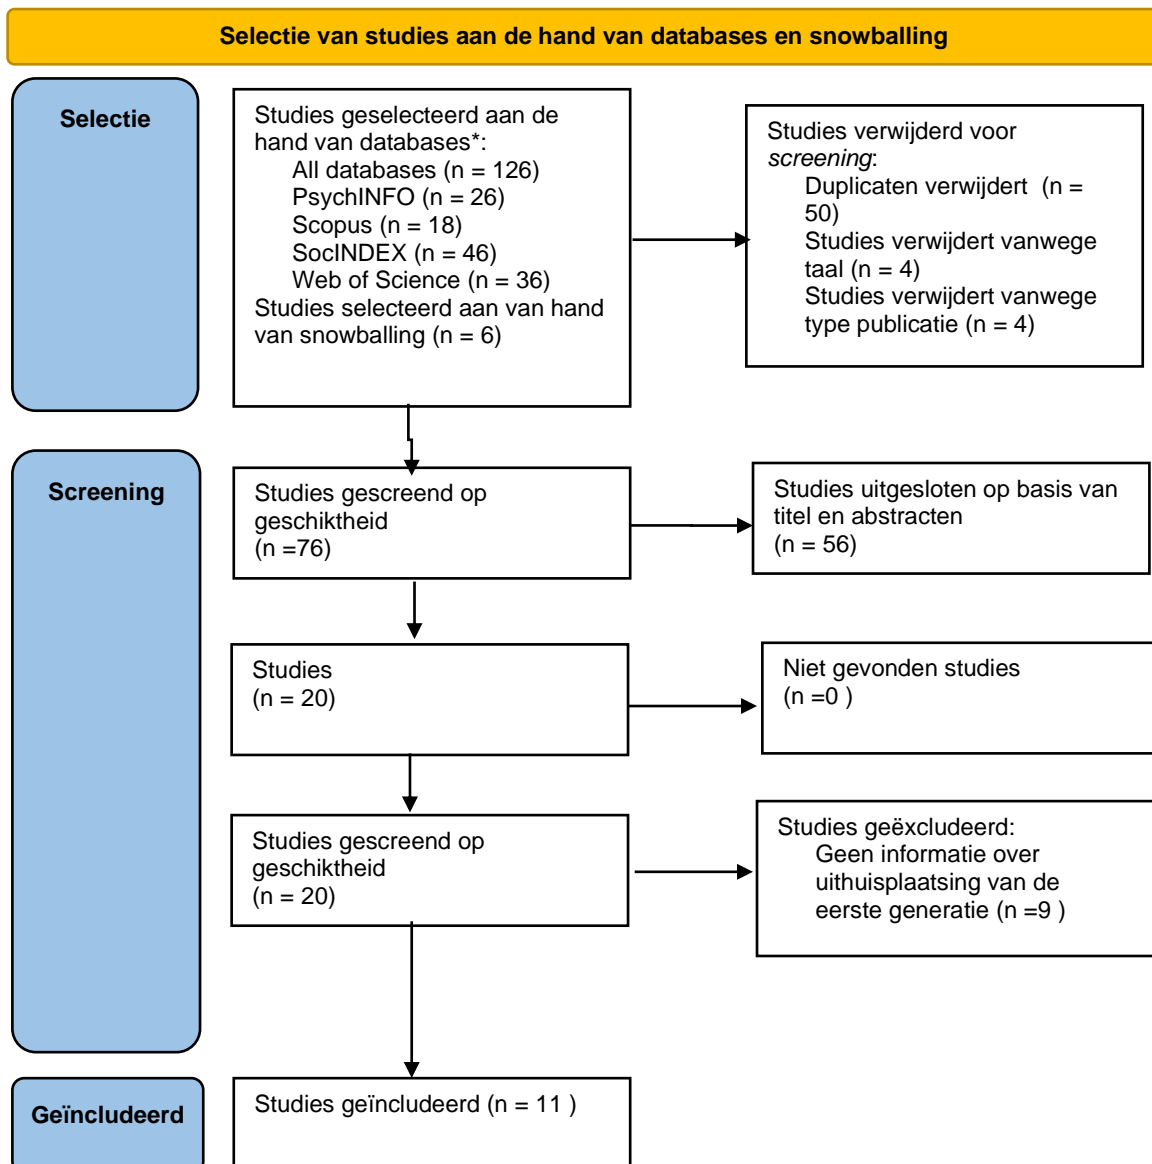 Selectie van studies aan de hand van databases en snowballing
Selectie
Studies geselecteerd aan de
hand van databases*:
All databases (n = 126)
PsychINFO (n = 26)
Scopus (n = 18)
SocINDEX (n = 46)
Web of Science (n = 36)
Studies selecteerd aan van hand
van snowballing (n = 6)
Studies verwijderd voor
screening:
Duplicaten verwijdert  (n =
50)
Studies verwijdert vanwege
taal (n = 4)
Studies verwijdert vanwege
type publicatie (n = 4)
Screening
Studies gescreend op
geschiktheid
(n =76)
Studies uitgesloten op basis van
titel en abstracten
(n = 56)
Studies
(n = 20)
Niet gevonden studies
(n =0 )
Studies gescreend op
geschiktheid
(n = 20)
Studies geëxcludeerd:
Geen informatie over
uithuisplaatsing van de
eerste generatie (n =9 )
Geïncludeerd
Studies geïncludeerd (n = 11 )